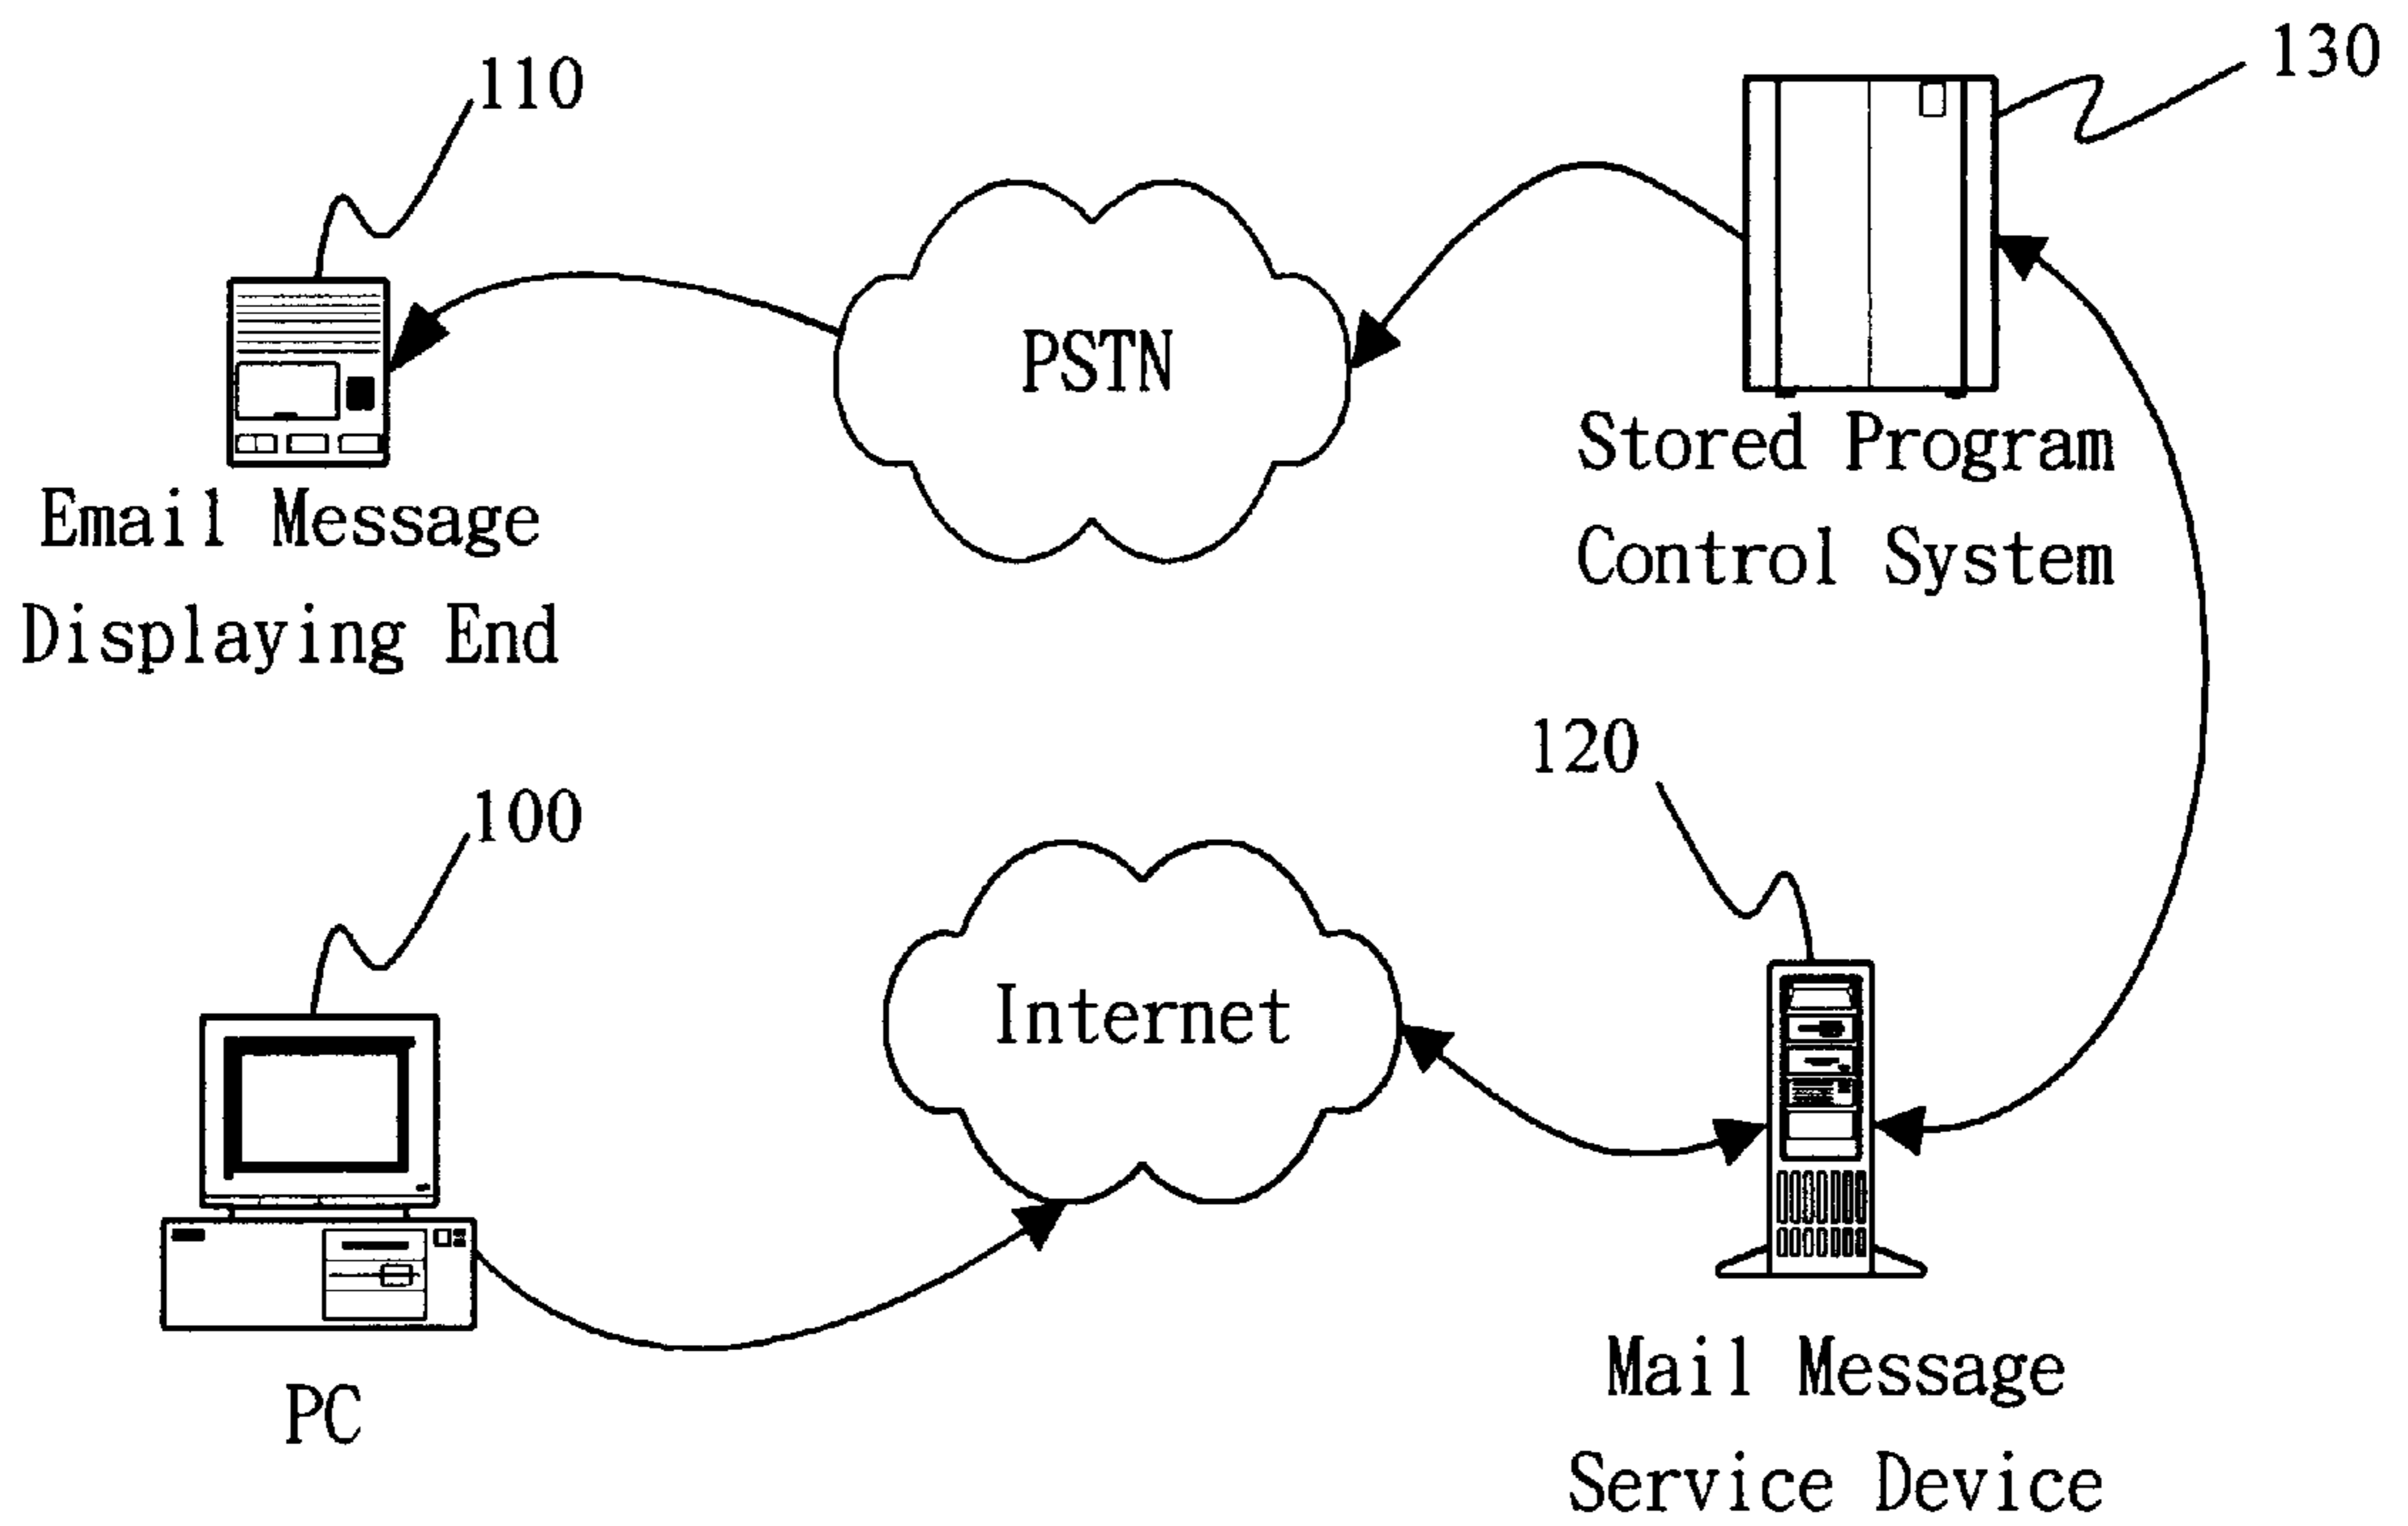 110
130
PSTN
Stored Program
Control System
Email Message
Displaying End
120
100
Internet
PC
Mail Message
Service Device